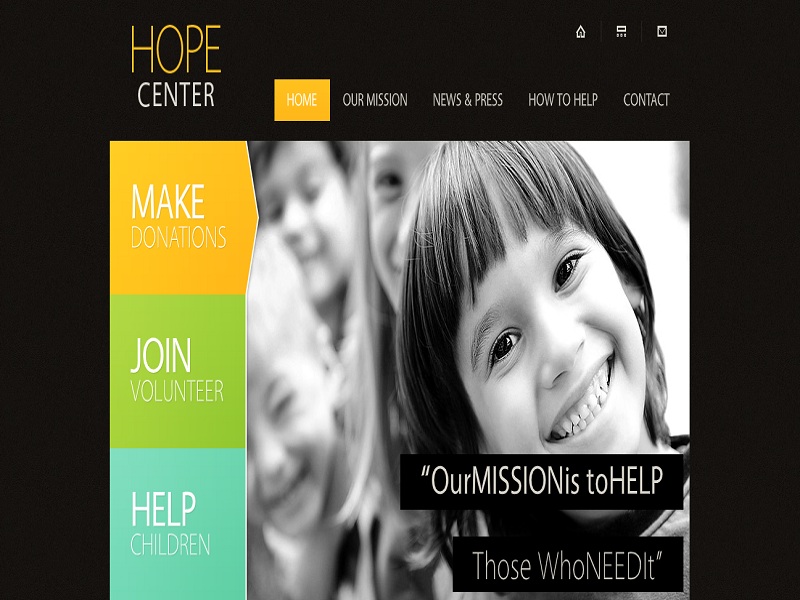 HOPE
CENTER
HOME OUR MISSION NEWS & PRESS HOW TO HELP CONTACT
MAKE
DONATIONS
JOIN
VOLUNTEER
HELP
CHILDREN
“OurMISSIONis toHELP
Those WhoNEEDIt”